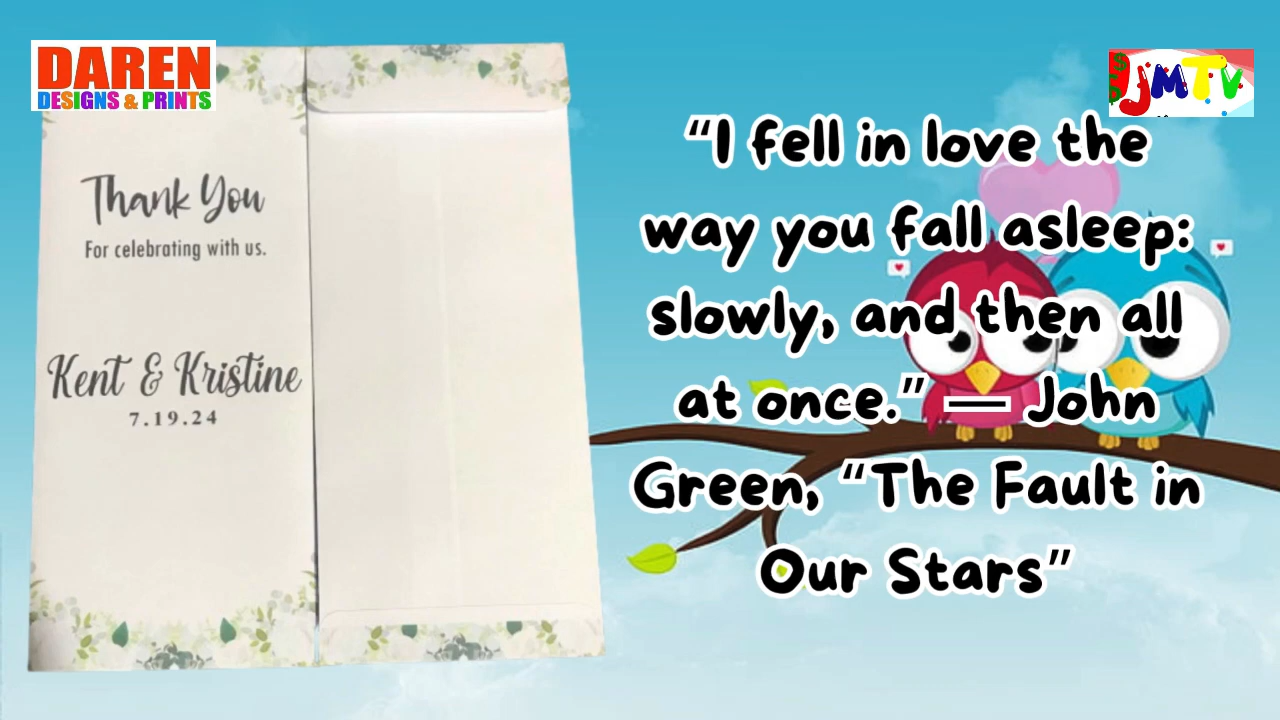 DAREN
DESIGNS & PRINTS
Thank You
For celebrating with us.
Kent & Kristine
7.19.24
JMTV
“I fell in love the
way you fall asleep:
slowly, and then all
at once.” — John
Green, “The Fault in
Our Stars”